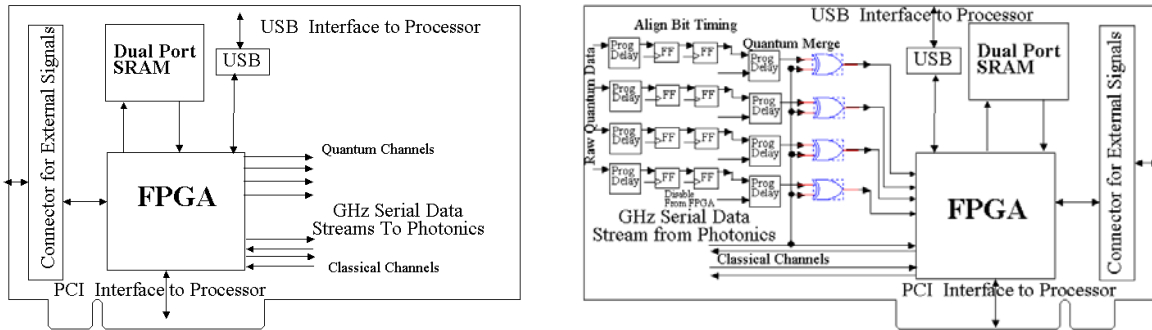 USB Interface to Processor
Dual Port
SRAM
USB
Connector for External Signals
FPGA
Quantum Channels
GHz Serial Data
Streams To Photonics
Classical Channels
PCI Interface to Processor
Align Bit Timing
USB Interface to Processor
Quantum Merge
Dual Port
SRAM
USB
Raw Quantum Data
Prog
Delay
FF
FF
Prog
Delay
Prog
Delay
FF
FF
Prog
Delay
Prog
Delay
FF
FF
Prog
Delay
Prog
Delay
FF
FF
Prog
Delay
Disable
From FPGA
GHz Serial Data
Stream from Photonics
Classical Channels
FPGA
Connector for External Signals
PCI Interface to Processor